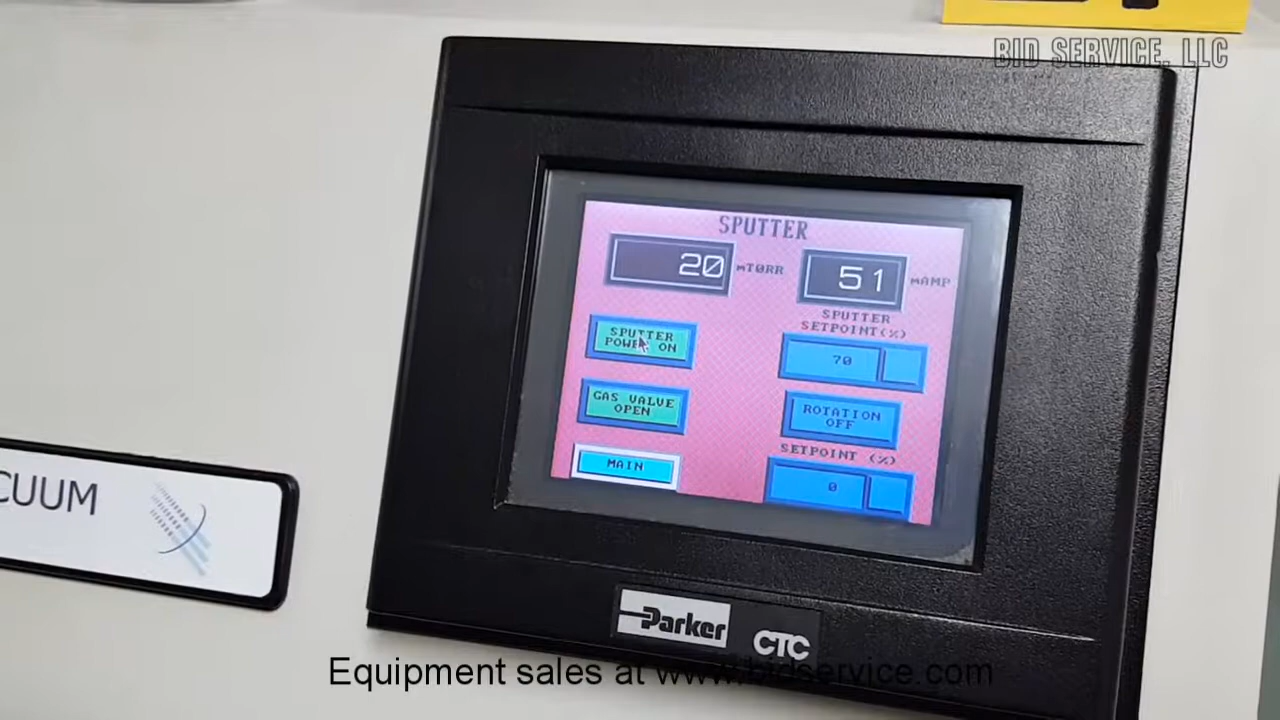 BID SERVICE, LLC
SPUTTER
20 mTORR
51 mAMP
SPUTTER
SETPOINT(%)
SPUTTER
POWER ON
70
GAS VALVE
OPEN
ROTATION
OFF
SETPOINT (%)
MAIN
0
CUUM
Parker
CTC
Equipment sales at www.bidservice.com